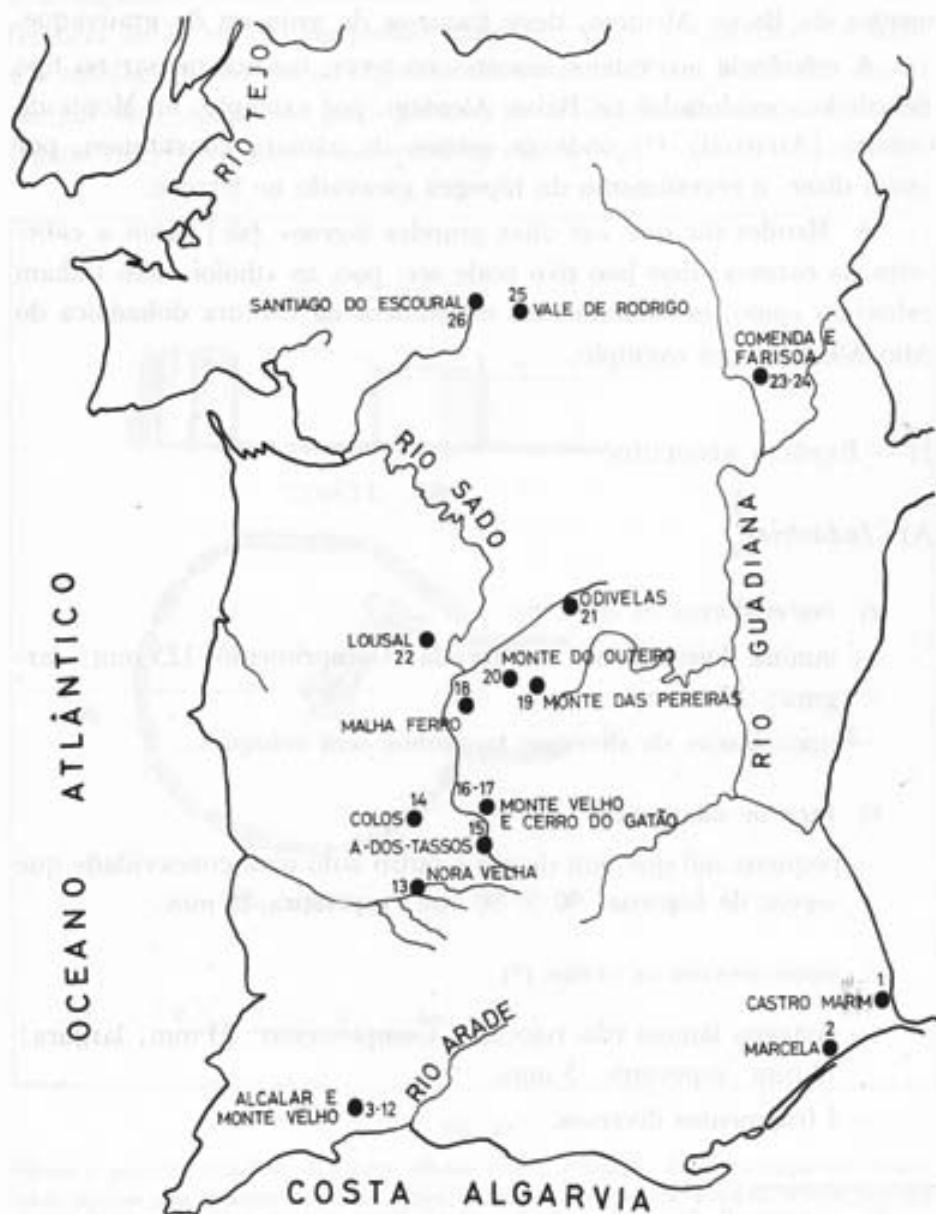 RIO TEJO
SANTIAGO DO ESCOURAL
26
25
VALE DE RODRIGO
COMENDA E
FARISOA
23-24
RIO SADO
RIO GUADIANA
OCEANO ATLÂNTICO
ODIVELAS
21
LOUSAL
22
MONTE DO OUTEIRO
20
19 MONTE DAS PEREIRAS
18
MALHA FERRO
16-17
MONTE VELHO
E CERRO DO GATÃO
14
COLOS
15
A-DOS-TASSOS
NORA VELHA
13
1
CASTRO MARIM
2
MARCELA
RIO ARADE
ALCALAR E
MONTE VELHO
3-12
COSTA ALGARVIA